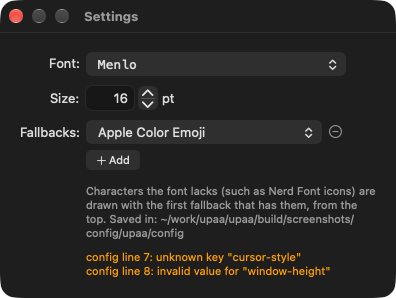 Settings
Font: Menlo
Size: 16 pt
Fallbacks: Apple Color Emoji
+ Add
Characters the font lacks (such as Nerd Font icons) are
drawn with the first fallback that has them, from
the top. Saved in: ~/work/upaa/upaa/build/screenshots/
config/upaa/config
config line 7: unknown key "cursor-style"
config line 8: invalid value for "window-height"